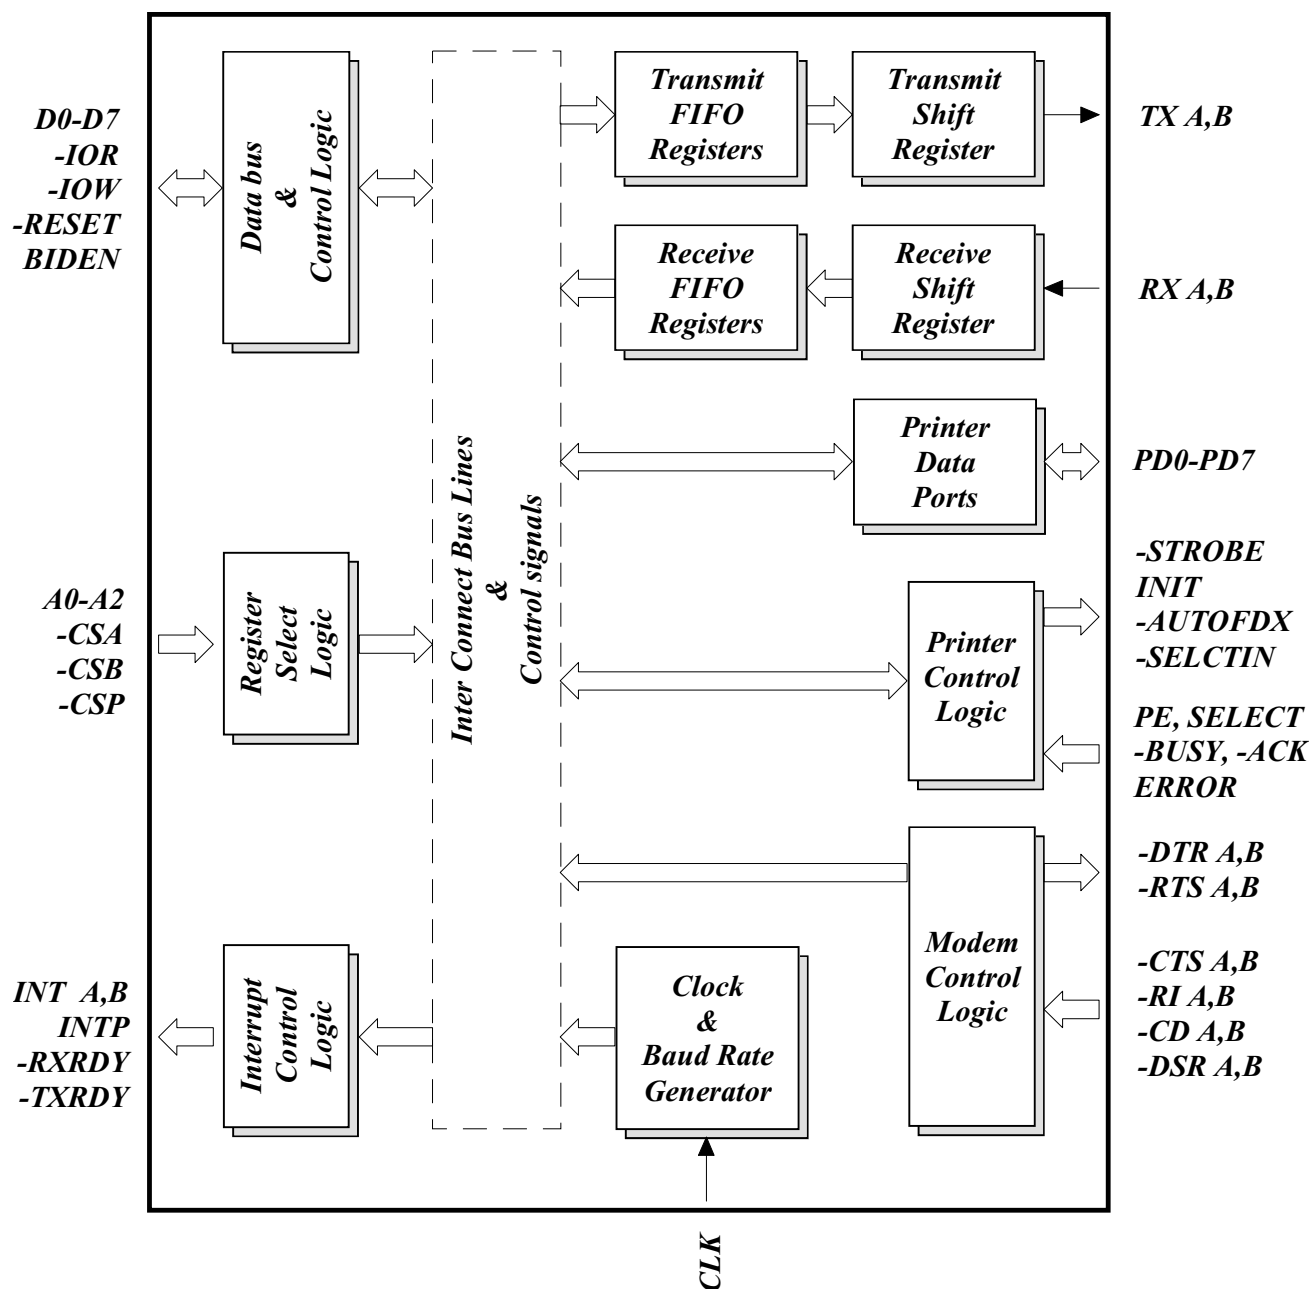 D0-D7
-IOR
-IOW
-RESET
BIDEN
Data bus
&
Control Logic
A0-A2
-CSA
-CSB
-CSP
Register
Select
Logic
INT A,B
INTP
-RXRDY
-TXRDY
Interrupt
Control
Logic
Inter Connect Bus Lines
&
Control signals
Transmit
FIFO
Registers
Transmit
Shift
Register
TX A,B
Receive
FIFO
Registers
Receive
Shift
Register
RX A,B
Printer
Data
Ports
PD0-PD7
Printer
Control
Logic
-STROBE
INIT
-AUTOFDX
-SELCTIN
PE, SELECT
-BUSY, -ACK
ERROR
Modem
Control
Logic
-DTR A,B
-RTS A,B
-CTS A,B
-RI A,B
-CD A,B
-DSR A,B
Clock
&
Baud Rate
Generator
CLK